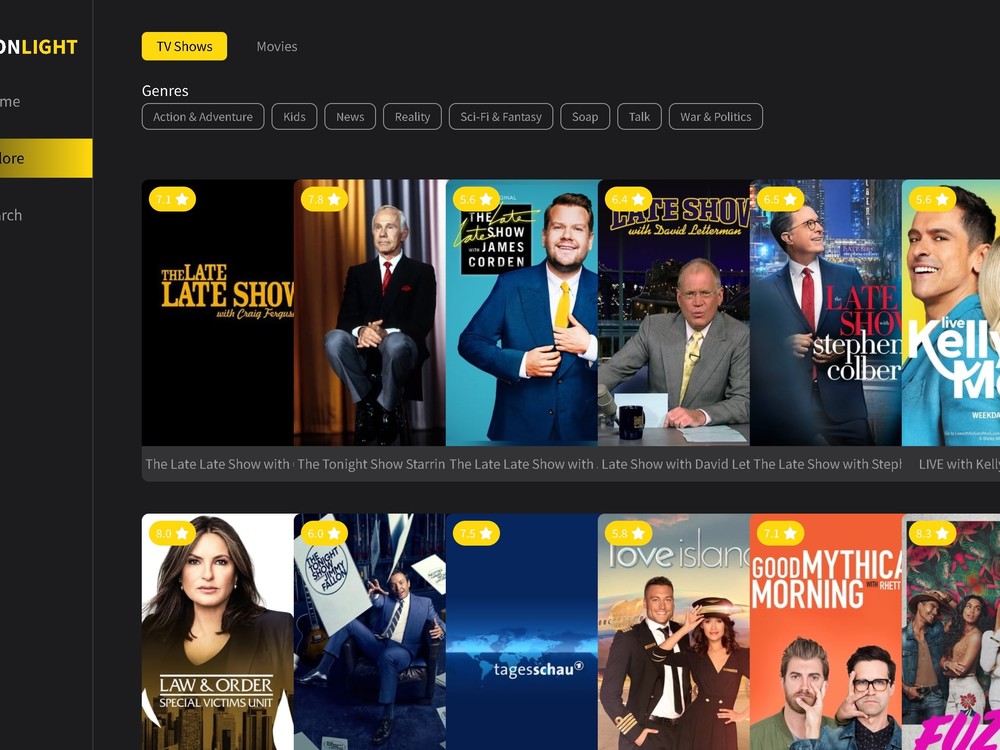 ONLIGHT
TV Shows
Movies
me
Genres
Action & Adventure
Kids
News
Reality
Sci-Fi & Fantasy
Soap
Talk
War & Politics
lore
rch
7.1
THE LATE
LATE SHOW
with Craig Fergus
7.8
5.6
THE Late
Late SHOW
WITH JAMES
CORDEN
6.4
LATE SHOW
with David Letterman
6.5
the
LATE
SHOW
with
stephen
colber
5.6
live
Kelly
M
WEEKDA
The Late Late Show with
The Tonight Show Starrin
The Late Late Show with
Late Show with David Let
The Late Show with Steph
LIVE with Kelly
8.0
LAW & ORDER
SPECIAL VICTIMS UNIT
6.0
THE
TONIGHT
SHOW
JIMMY
FALLON
7.5
tagesschau
5.8
love island
7.1
GOOD MYTHICA
MORNING WITH RHETT
8.3